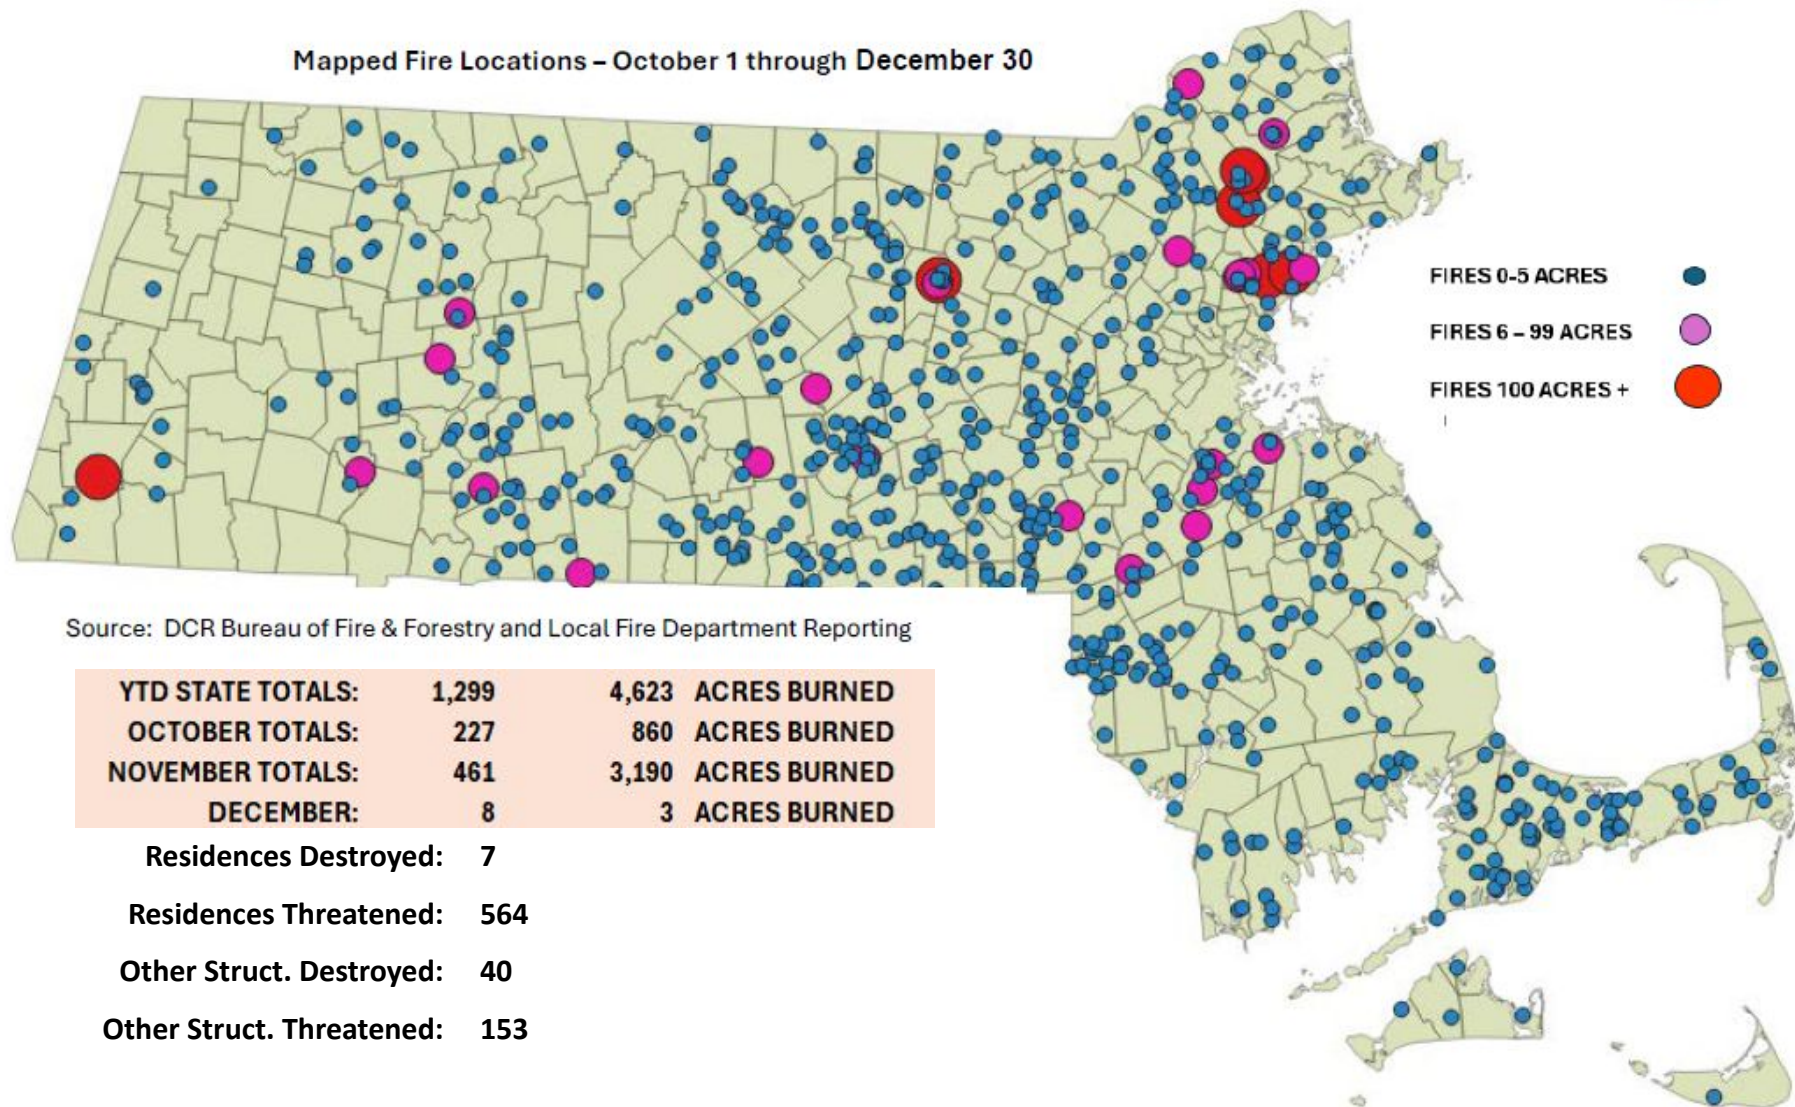 Mapped Fire Locations – October 1 through December 30
FIRES 0-5 ACRES
FIRES 6 – 99 ACRES
FIRES 100 ACRES +
Source: DCR Bureau of Fire & Forestry and Local Fire Department Reporting
YTD STATE TOTALS: 1,299 4,623 ACRES BURNED
OCTOBER TOTALS: 227 860 ACRES BURNED
NOVEMBER TOTALS: 461 3,190 ACRES BURNED
DECEMBER: 8 3 ACRES BURNED
Residences Destroyed: 7
Residences Threatened: 564
Other Struct. Destroyed: 40
Other Struct. Threatened: 153